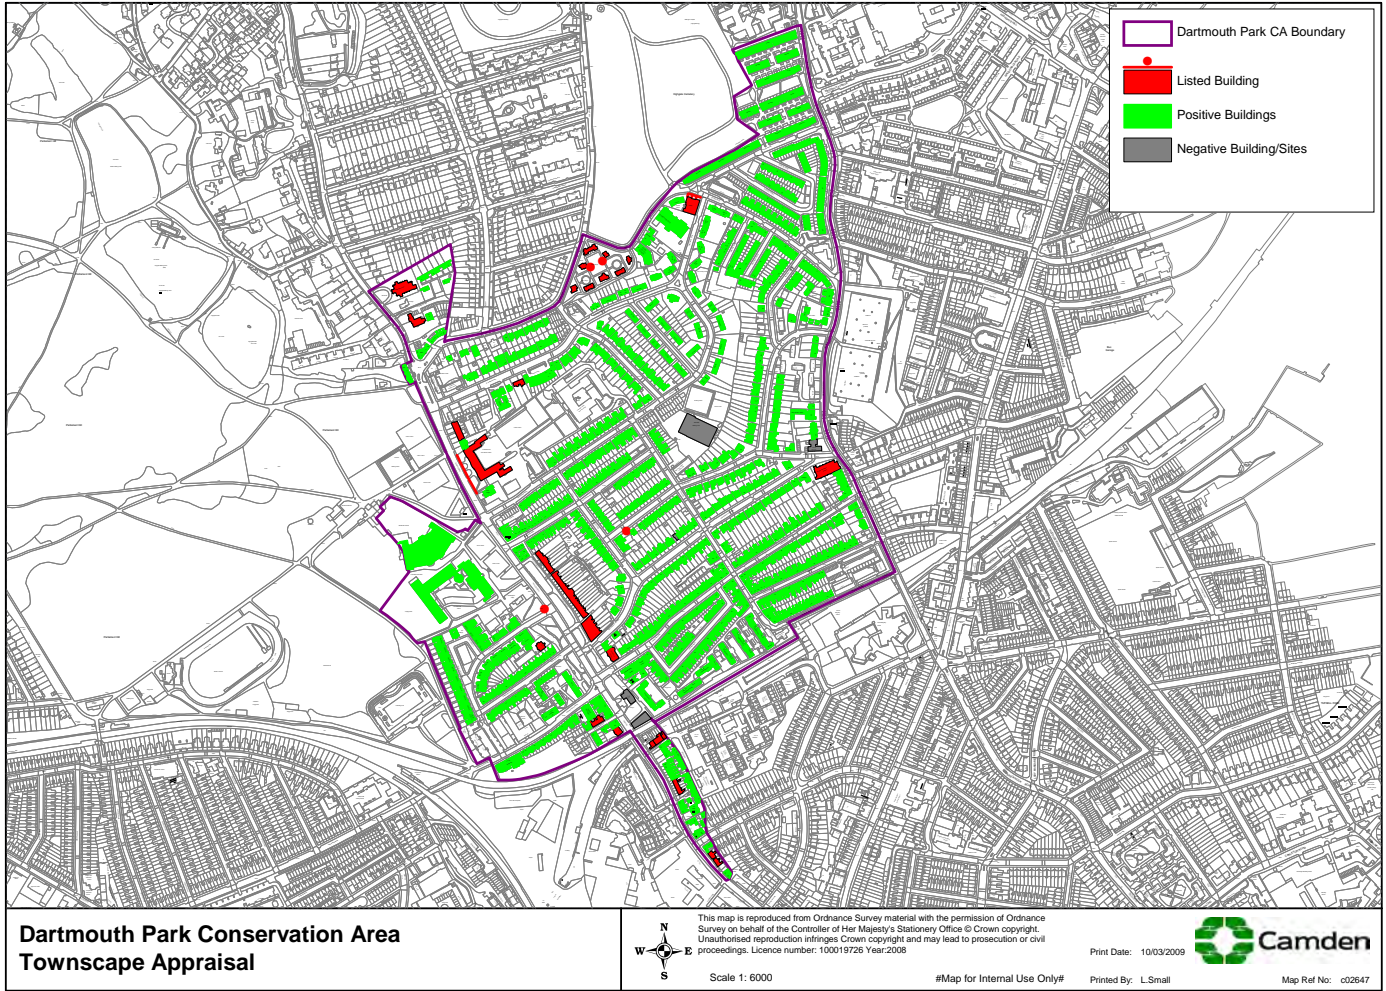 Dartmouth Park CA Boundary
Listed Building
Positive Buildings
Negative Building/Sites
Dartmouth Park Conservation Area
Townscape Appraisal
N
W E
S
Scale 1: 6000
This map is reproduced from Ordnance Survey material with the permission of Ordnance
Survey on behalf of the Controller of Her Majesty's Stationery Office © Crown copyright.
Unauthorised reproduction infringes Crown copyright and may lead to prosecution or civil
proceedings. Licence number: 100019726 Year:2008
#Map for Internal Use Only#
Print Date: 10/03/2009
Printed By: L.Small
Camden
Map Ref No: c02647